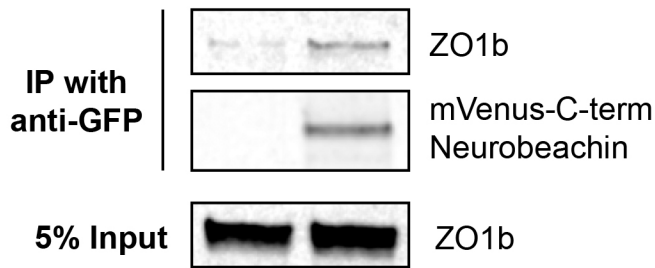 ZO1b
IP with
anti-GFP
mVenus-C-term
Neurobeachin
5% Input
ZO1b